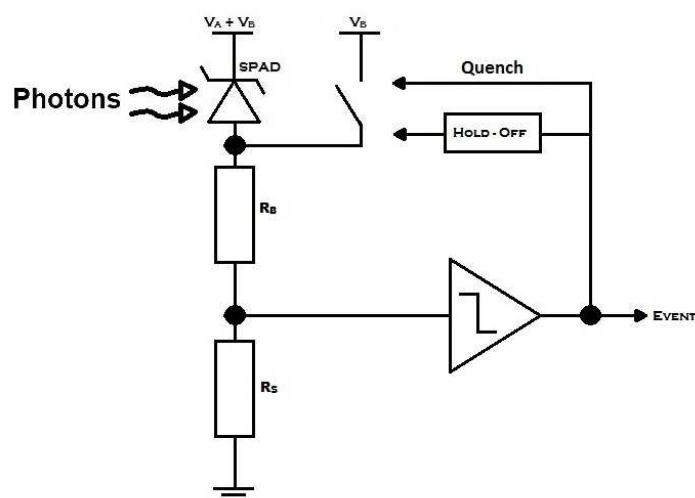 VA + VB
VB
SPAD
Quench
Photons
HOLD-OFF
RB
EVENT
RS